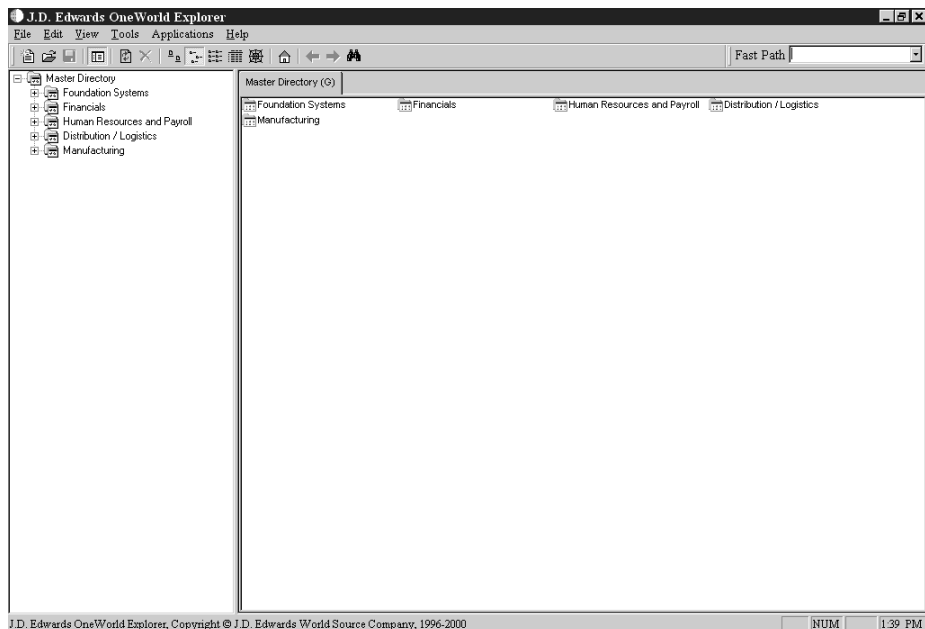 J.D. Edwards OneWorld Explorer
File Edit View Tools Applications Help
Fast Path
Master Directory
Foundation Systems
Financials
Human Resources and Payroll
Distribution / Logistics
Manufacturing
Master Directory (G)
Foundation Systems Financials Human Resources and Payroll Distribution / Logistics
Manufacturing
J.D. Edwards OneWorld Explorer, Copyright © J.D. Edwards World Source Company, 1996-2000 NUM 1:39 PM